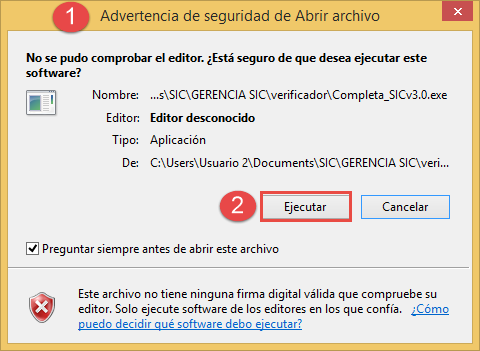 1 Advertencia de seguridad de Abrir archivo
No se pudo comprobar el editor. ¿Está seguro de que desea ejecutar este
software?
Nombre: ...s\SIC\GERENCIA SIC\verificador\Completa_SICv3.0.exe
Editor: Editor desconocido
Tipo: Aplicación
De: C:\Users\Usuario 2\Documents\SIC\GERENCIA SIC\veri...
2 Ejecutar Cancelar
Preguntar siempre antes de abrir este archivo
Este archivo no tiene ninguna firma digital válida que compruebe su
editor. Solo ejecute software de los editores en los que confía. ¿Cómo
puedo decidir qué software debo ejecutar?